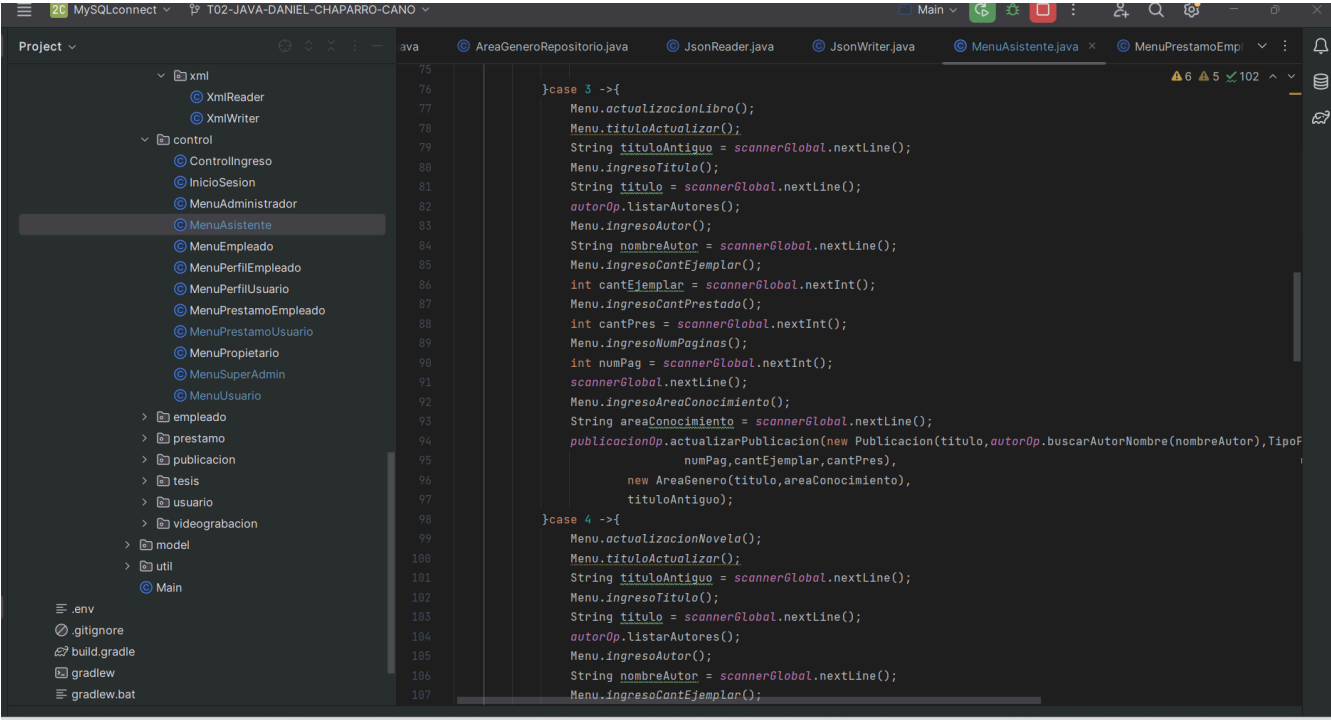 2C MySQLconnect T02-JAVA-DANIEL-CHAPARRO-CANO Main
Project
ava AreaGeneroRepositorio.java JsonReader.java JsonWriter.java MenuAsistente.java MenuPrestamoEmpl
6 5 102
xml
XmlReader
XmlWriter
control
ControlIngreso
InicioSesion
MenuAdministrador
MenuAsistente
MenuEmpleado
MenuPerfilEmpleado
MenuPerfilUsuario
MenuPrestamoEmpleado
MenuPrestamoUsuario
MenuPropietario
MenuSuperAdmin
MenuUsuario
empleado
prestamo
publicacion
tesis
usuario
videograbacion
model
util
Main
.env
.gitignore
build.gradle
gradlew
gradlew.bat
75
76 }case 3 ->{
77 Menu.actualizacionLibro();
78 Menu.tituloActualizar();
79 String tituloAntiguo = scannerGlobal.nextLine();
80 Menu.ingresoTitulo();
81 String titulo = scannerGlobal.nextLine();
82 autorOp.listarAutores();
83 Menu.ingresoAutor();
84 String nombreAutor = scannerGlobal.nextLine();
85 Menu.ingresoCantEjemplar();
86 int cantEjemplar = scannerGlobal.nextInt();
87 Menu.ingresoCantPrestado();
88 int cantPres = scannerGlobal.nextInt();
89 Menu.ingresoNumPaginas();
90 int numPag = scannerGlobal.nextInt();
91 scannerGlobal.nextLine();
92 Menu.ingresoAreaConocimiento();
93 String areaConocimiento = scannerGlobal.nextLine();
94 publicacionOp.actualizarPublicacion(new Publicacion(titulo,autorOp.buscarAutorNombre(nombreAutor),TipoP
95 numPag,cantEjemplar,cantPres),
96 new AreaGenero(titulo,areaConocimiento),
97 tituloAntiguo);
98 }case 4 ->{
99 Menu.actualizacionNovela();
100 Menu.tituloActualizar();
101 String tituloAntiguo = scannerGlobal.nextLine();
102 Menu.ingresoTitulo();
103 String titulo = scannerGlobal.nextLine();
104 autorOp.listarAutores();
105 Menu.ingresoAutor();
106 String nombreAutor = scannerGlobal.nextLine();
107 Menu.ingresoCantEjemplar();